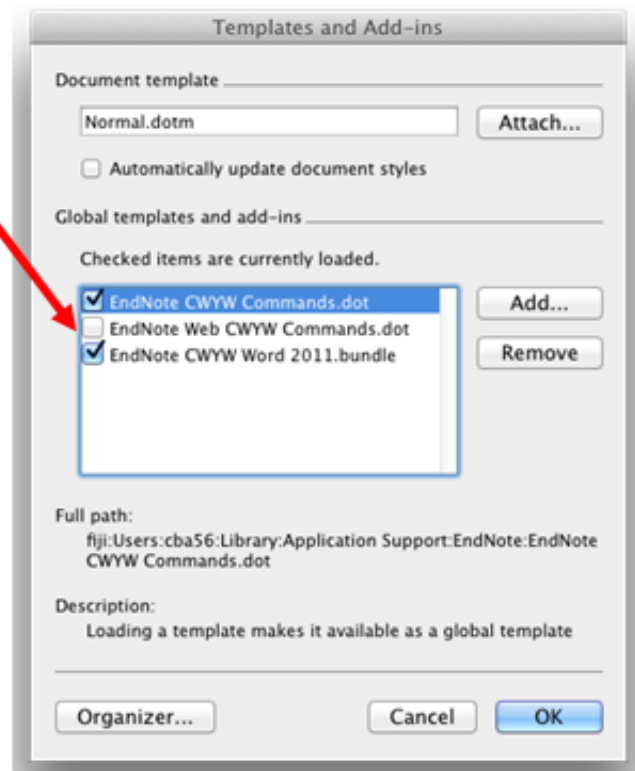 Templates and Add-ins
Document template
Normal.dotm
Attach...
Automatically update document styles
Global templates and add-ins
Checked items are currently loaded.
EndNote CWYW Commands.dot
Add...
EndNote Web CWYW Commands.dot
EndNote CWYW Word 2011.bundle
Remove
Full path:
fiji:Users:cba56:Library:Application Support:EndNote:EndNote
CWYW Commands.dot
Description:
Loading a template makes it available as a global template
Organizer...
Cancel
OK